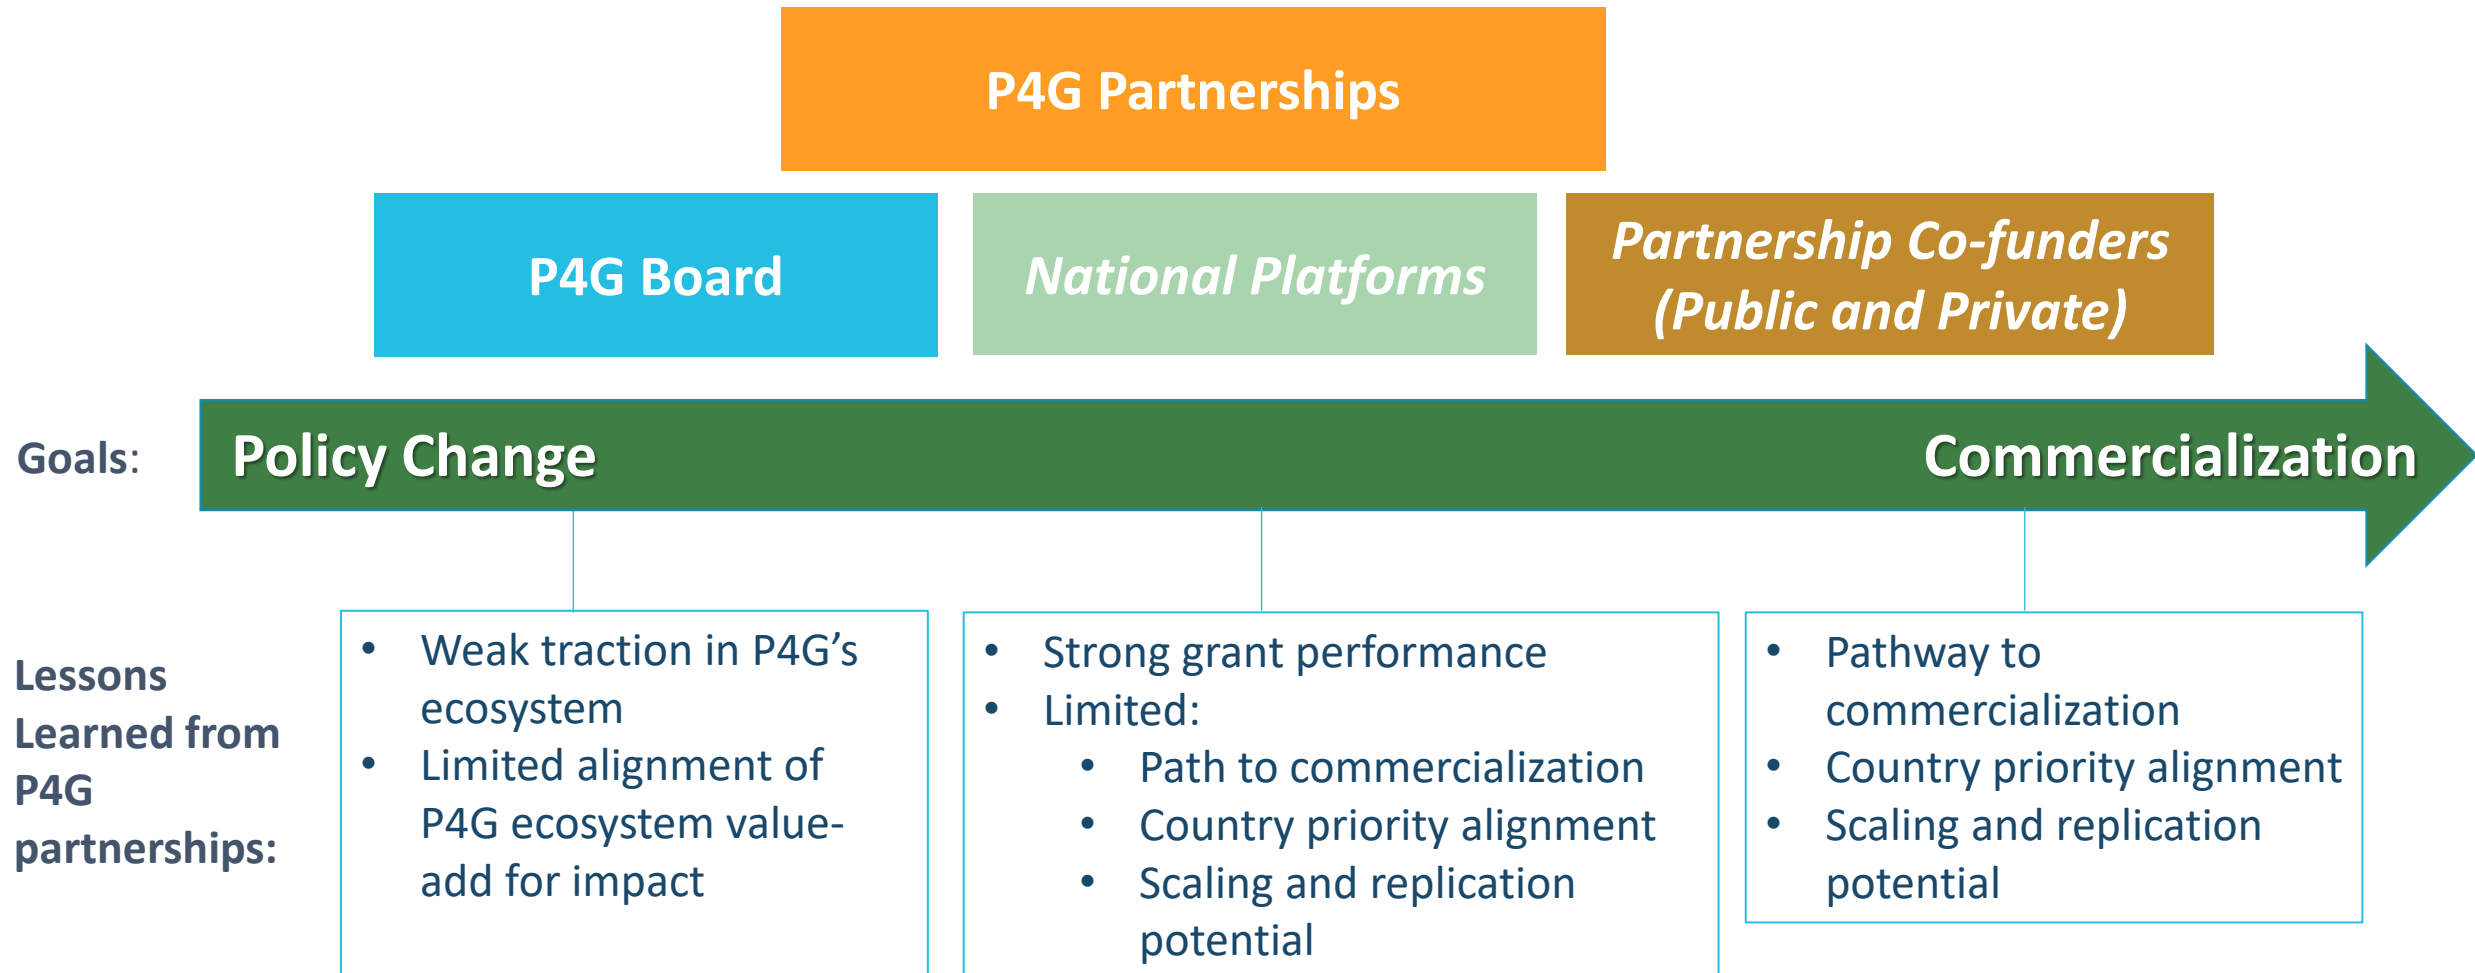 P4G Partnerships
P4G Board
National Platforms
Partnership Co-funders
(Public and Private)
Goals:
Policy Change
Commercialization
Lessons
Learned from
P4G
partnerships:
• Weak traction in P4G’s
ecosystem
• Limited alignment of
P4G ecosystem value-
add for impact
• Strong grant performance
• Limited:
• Path to commercialization
• Country priority alignment
• Scaling and replication
potential
• Pathway to
commercialization
• Country priority alignment
• Scaling and replication
potential